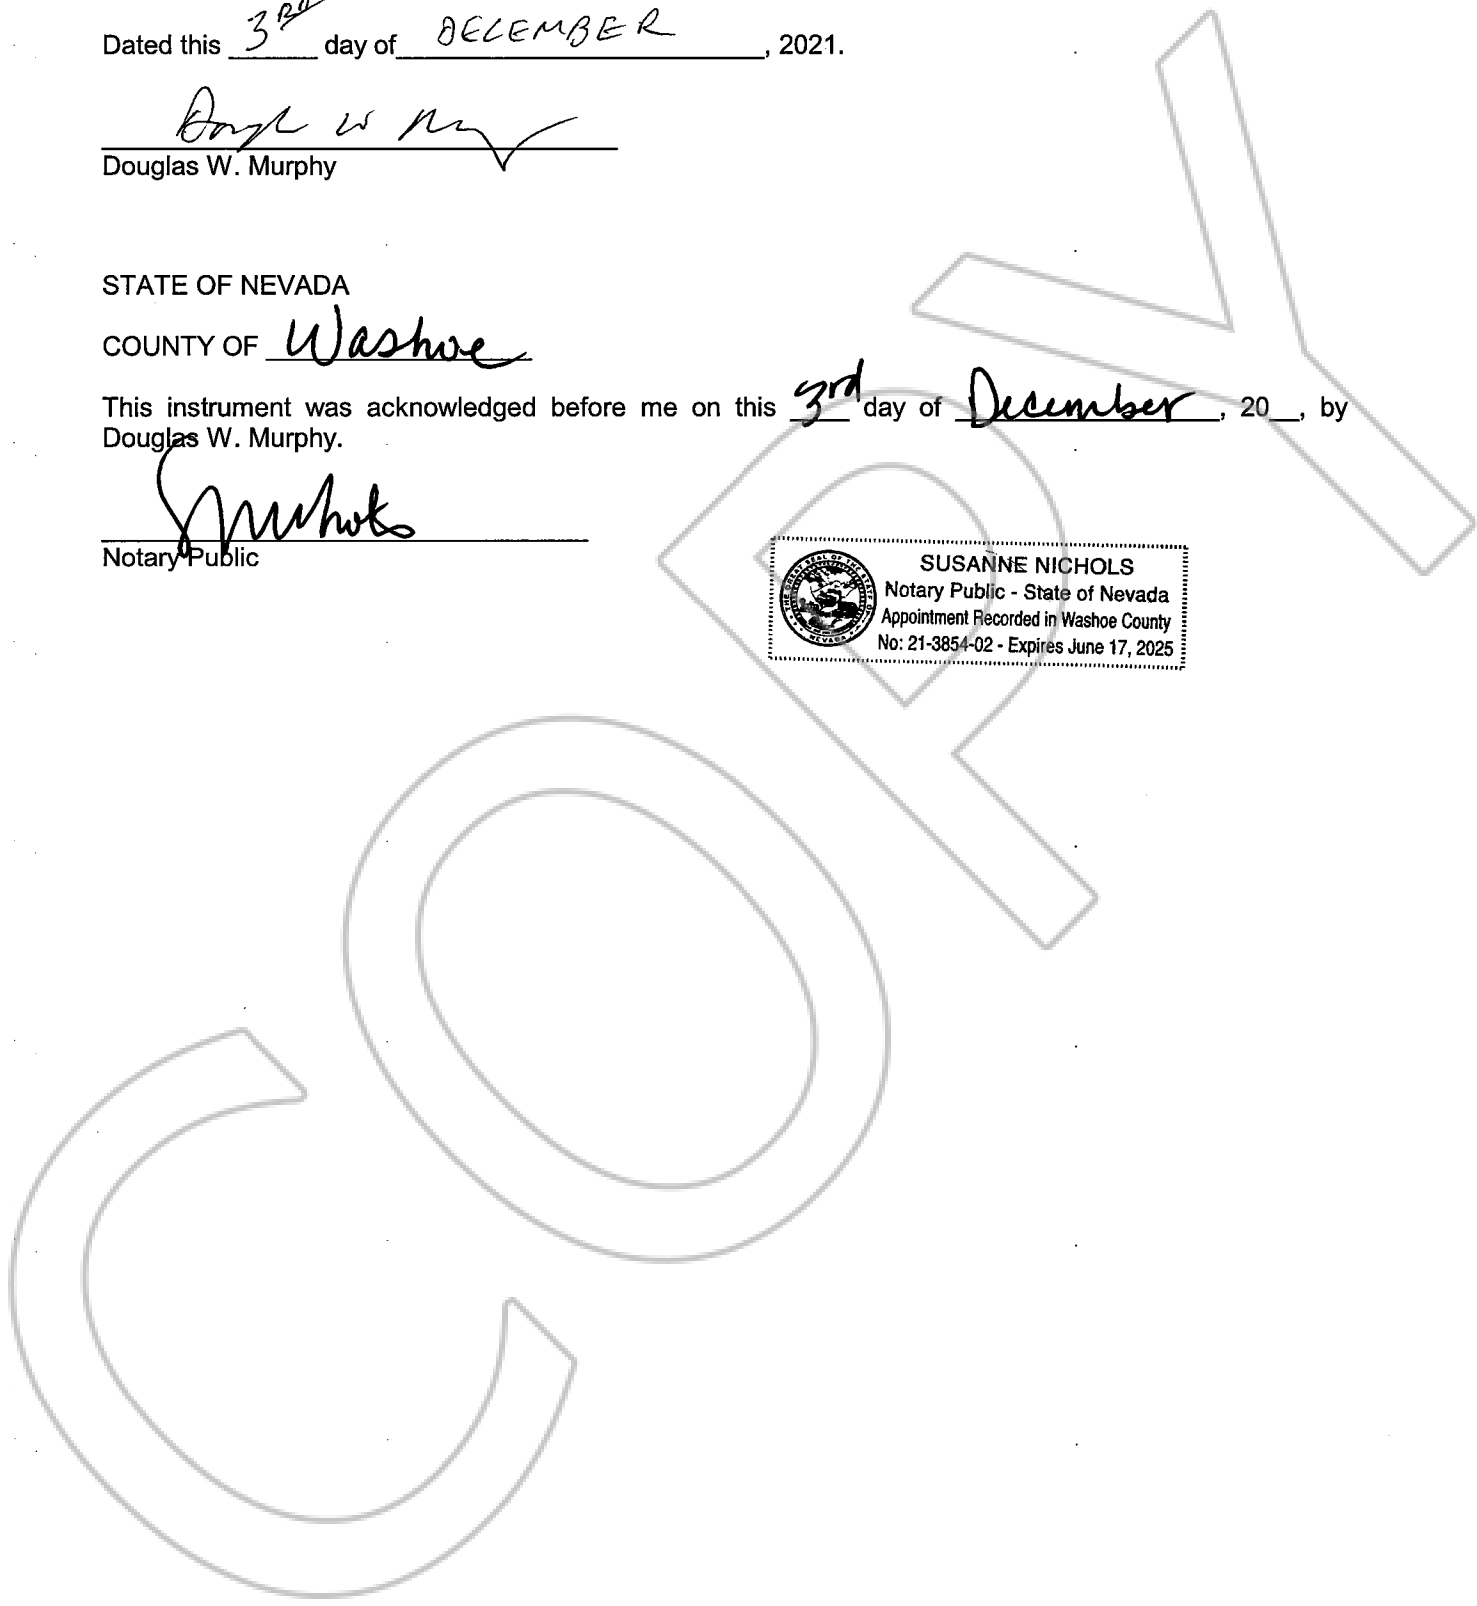 Dated this 3RD day of DECEMBER, 2021.
Douglas W. Murphy
STATE OF NEVADA
COUNTY OF Washoe
This instrument was acknowledged before me on this 3rd day of December, 20__, by
Douglas W. Murphy.
Notary Public
SUSANNE NICHOLS
Notary Public - State of Nevada
Appointment Recorded in Washoe County
No: 21-3854-02 - Expires June 17, 2025
COPY